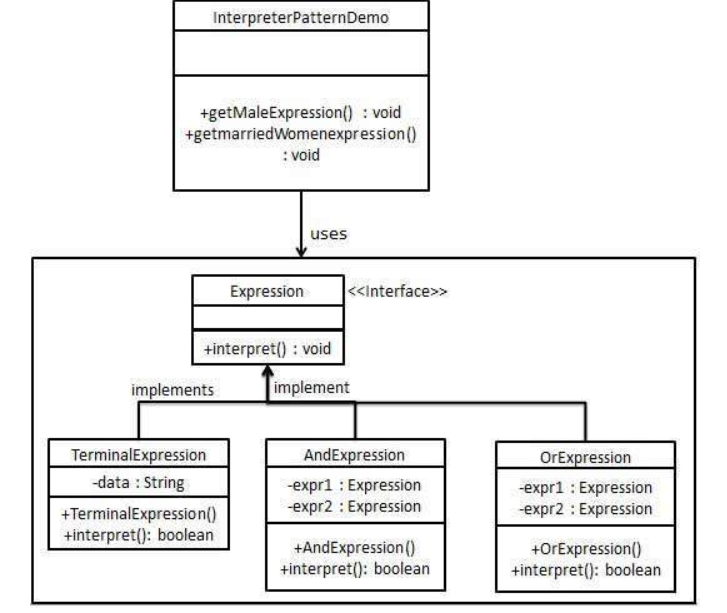 InterpreterPatternDemo
+getMaleExpression() : void
+getmarriedWomenexpression()
: void
uses
Expression
<<Interface>>
+interpret() : void
implements
implement
TerminalExpression
-data : String
+TerminalExpression()
+interpret(): boolean
AndExpression
-expr1 : Expression
-expr2 : Expression
+AndExpression()
+interpret(): boolean
OrExpression
-expr1 : Expression
-expr2 : Expression
+OrExpression()
+interpret(): boolean